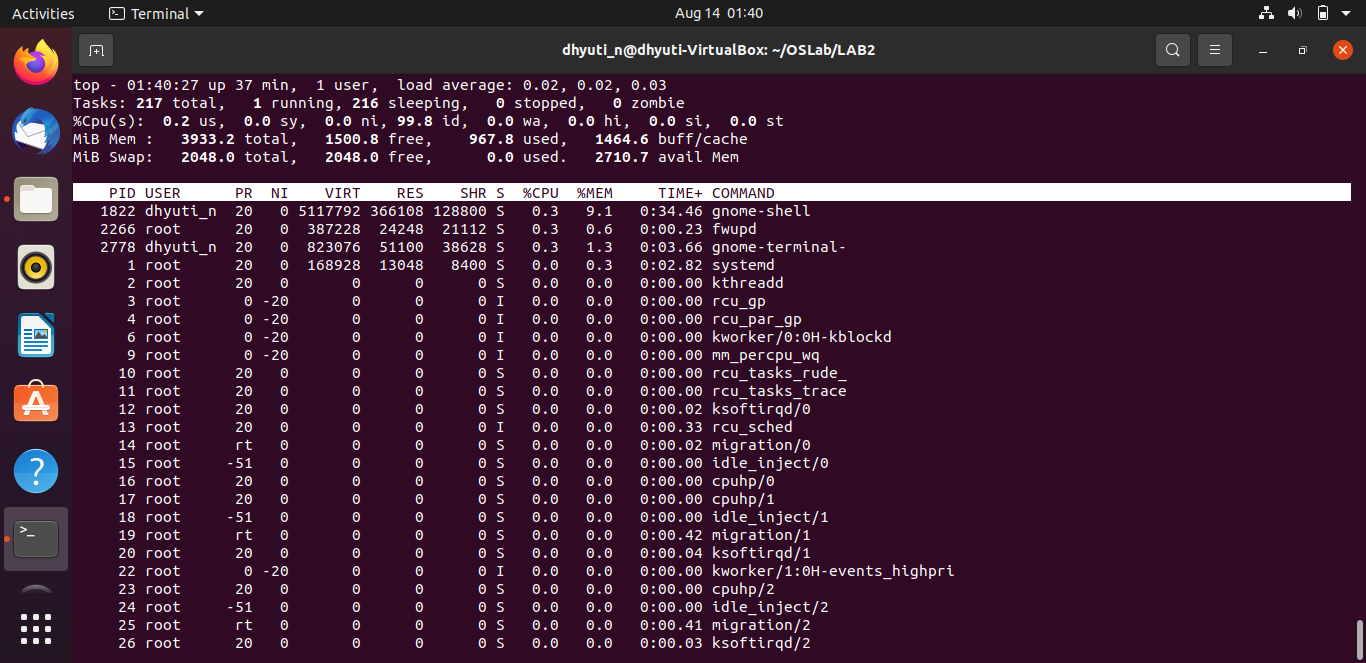 Activities Terminal Aug 14 01:40
dhyuti_n@dhyuti-VirtualBox: ~/OSLab/LAB2
top - 01:40:27 up 37 min,  1 user,  load average: 0.02, 0.02, 0.03
Tasks: 217 total,   1 running, 216 sleeping,   0 stopped,   0 zombie
%Cpu(s):  0.2 us,  0.0 sy,  0.0 ni, 99.8 id,  0.0 wa,  0.0 hi,  0.0 si,  0.0 st
MiB Mem :   3933.2 total,   1500.8 free,    967.8 used,   1464.6 buff/cache
MiB Swap:   2048.0 total,   2048.0 free,      0.0 used.   2710.7 avail Mem
    PID USER      PR  NI    VIRT    RES    SHR S  %CPU  %MEM     TIME+ COMMAND
   1822 dhyuti_n  20   0 5117792 366108 128800 S   0.3   9.1   0:34.46 gnome-shell
   2266 root      20   0  387228  24248  21112 S   0.3   0.6   0:00.23 fwupd
   2778 dhyuti_n  20   0  823076  51100  38628 S   0.3   1.3   0:03.66 gnome-terminal-
      1 root      20   0  168928  13048   8400 S   0.0   0.3   0:02.82 systemd
      2 root      20   0       0      0      0 S   0.0   0.0   0:00.00 kthreadd
      3 root       0 -20       0      0      0 I   0.0   0.0   0:00.00 rcu_gp
      4 root       0 -20       0      0      0 I   0.0   0.0   0:00.00 rcu_par_gp
      6 root       0 -20       0      0      0 I   0.0   0.0   0:00.00 kworker/0:0H-kblockd
      9 root       0 -20       0      0      0 I   0.0   0.0   0:00.00 mm_percpu_wq
     10 root      20   0       0      0      0 S   0.0   0.0   0:00.00 rcu_tasks_rude_
     11 root      20   0       0      0      0 S   0.0   0.0   0:00.00 rcu_tasks_trace
     12 root      20   0       0      0      0 S   0.0   0.0   0:00.02 ksoftirqd/0
     13 root      20   0       0      0      0 I   0.0   0.0   0:00.33 rcu_sched
     14 root      rt   0       0      0      0 S   0.0   0.0   0:00.02 migration/0
     15 root     -51   0       0      0      0 S   0.0   0.0   0:00.00 idle_inject/0
     16 root      20   0       0      0      0 S   0.0   0.0   0:00.00 cpuhp/0
     17 root      20   0       0      0      0 S   0.0   0.0   0:00.00 cpuhp/1
     18 root     -51   0       0      0      0 S   0.0   0.0   0:00.00 idle_inject/1
     19 root      rt   0       0      0      0 S   0.0   0.0   0:00.42 migration/1
     20 root      20   0       0      0      0 S   0.0   0.0   0:00.04 ksoftirqd/1
     22 root       0 -20       0      0      0 I   0.0   0.0   0:00.00 kworker/1:0H-events_highpri
     23 root      20   0       0      0      0 S   0.0   0.0   0:00.00 cpuhp/2
     24 root     -51   0       0      0      0 S   0.0   0.0   0:00.00 idle_inject/2
     25 root      rt   0       0      0      0 S   0.0   0.0   0:00.41 migration/2
     26 root      20   0       0      0      0 S   0.0   0.0   0:00.03 ksoftirqd/2